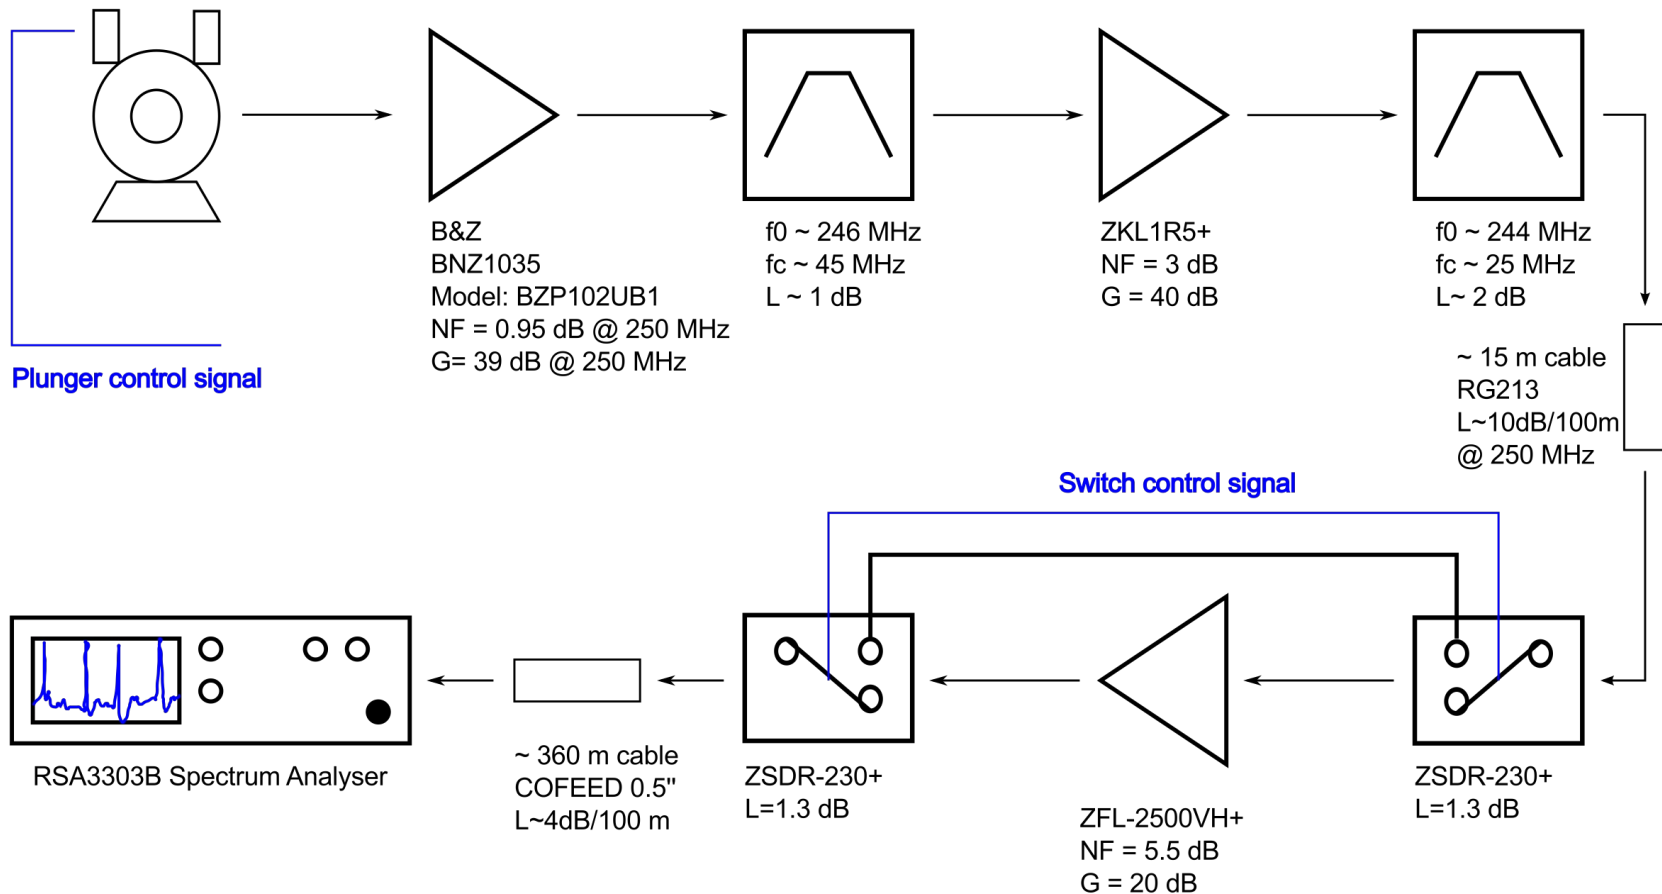 B&Z
BNZ1035
Model: BZP102UB1
NF = 0.95 dB @ 250 MHz
G= 39 dB @ 250 MHz
f0 ~ 246 MHz
fc ~ 45 MHz
L ~ 1 dB
ZKL1R5+
NF = 3 dB
G = 40 dB
f0 ~ 244 MHz
fc ~ 25 MHz
L~ 2 dB
Plunger control signal
~ 15 m cable
RG213
L~10dB/100m
@ 250 MHz
Switch control signal
RSA3303B Spectrum Analyser
~ 360 m cable
COFEED 0.5"
L~4dB/100 m
ZSDR-230+
L=1.3 dB
ZFL-2500VH+
NF = 5.5 dB
G = 20 dB
ZSDR-230+
L=1.3 dB